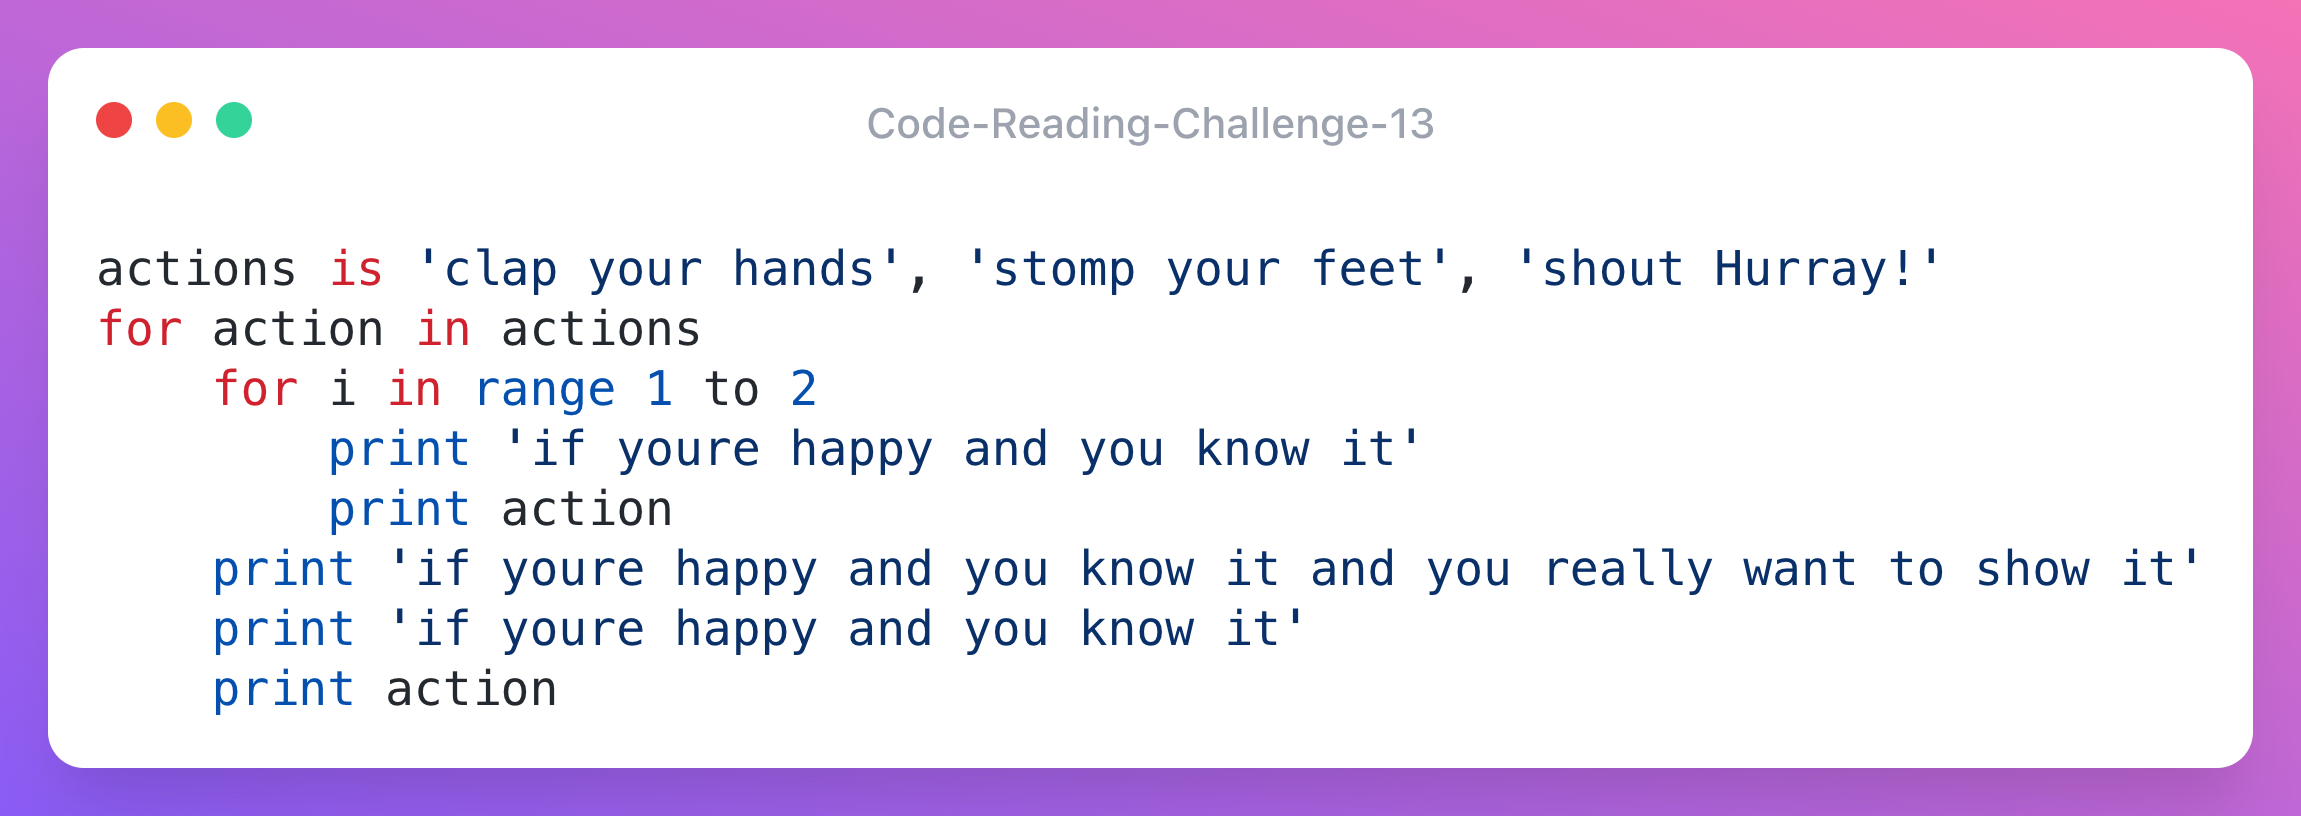 Code-Reading-Challenge-13
actions is 'clap your hands', 'stomp your feet', 'shout Hurray!'
for action in actions
    for i in range 1 to 2
        print 'if youre happy and you know it'
        print action
    print 'if youre happy and you know it and you really want to show it'
    print 'if youre happy and you know it'
    print action